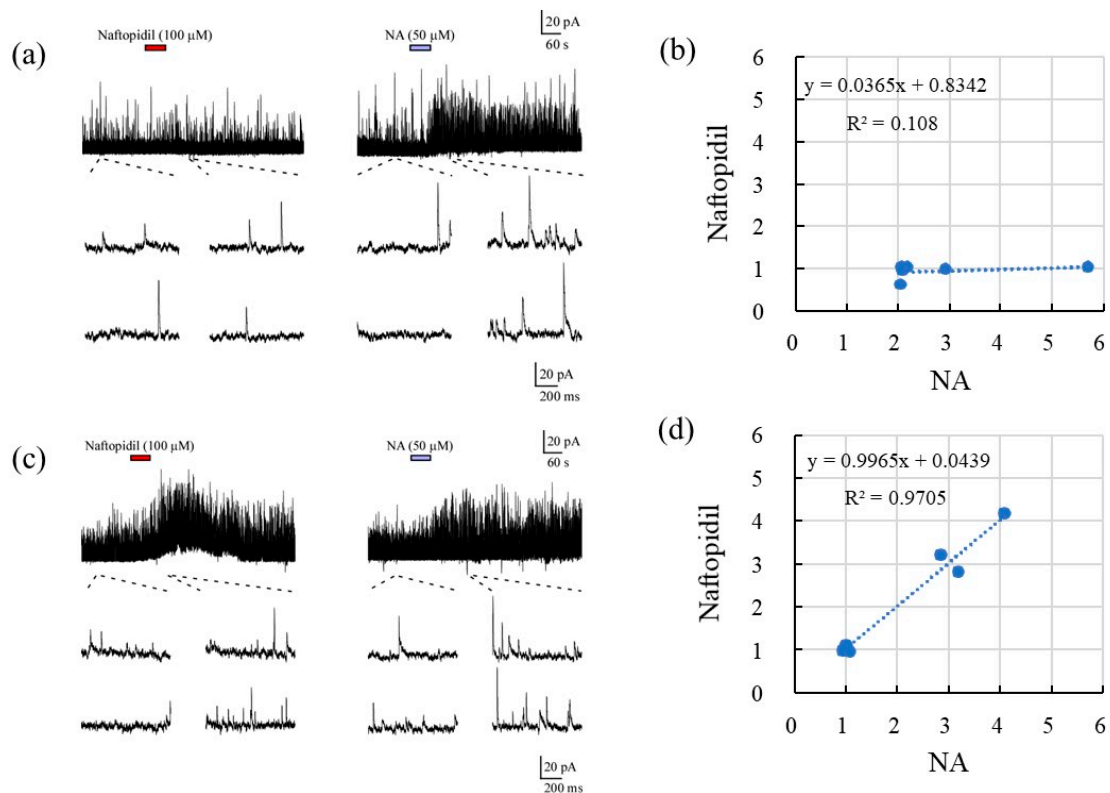 (a)
Naftopidil (100 μM)
NA (50 μM)
20 pA
60 s
20 pA
200 ms
(b)
y = 0.0365x + 0.8342
R² = 0.108
Naftopidil
6
5
4
3
2
1
0
0 1 2 3 4 5 6
NA
(c)
Naftopidil (100 μM)
NA (50 μM)
20 pA
60 s
20 pA
200 ms
(d)
y = 0.9965x + 0.0439
R² = 0.9705
Naftopidil
6
5
4
3
2
1
0
0 1 2 3 4 5 6
NA